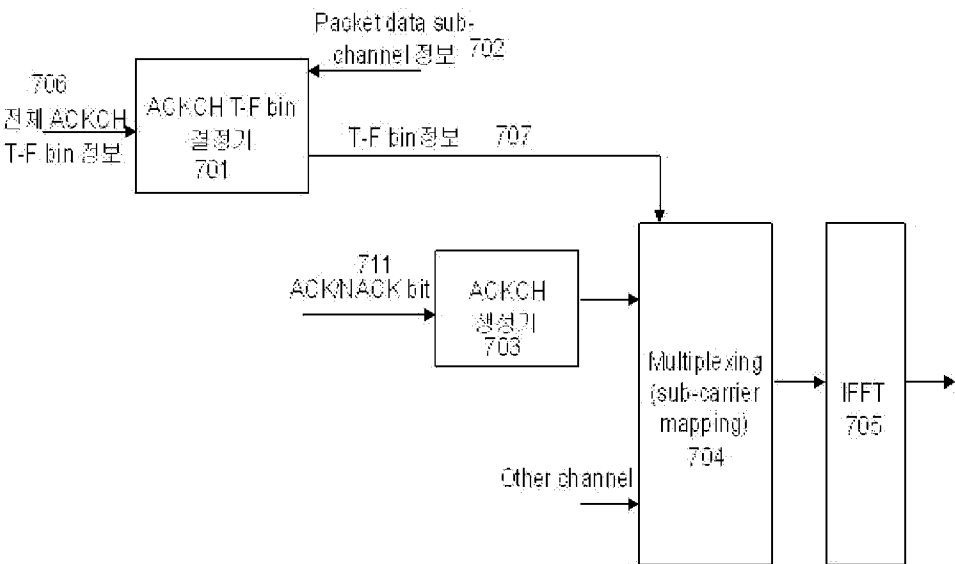 Packet data sub-
channel 정보 702
706
전체 ACKCH
T-F bin 정보
ACKCH T-F bin
결정기
701
T-F bin 정보 707
711
ACK/NACK bit
ACKCH
생성기
703
Multiplexing
(sub-carrier
mapping)
704
IFFT
705
Other channel